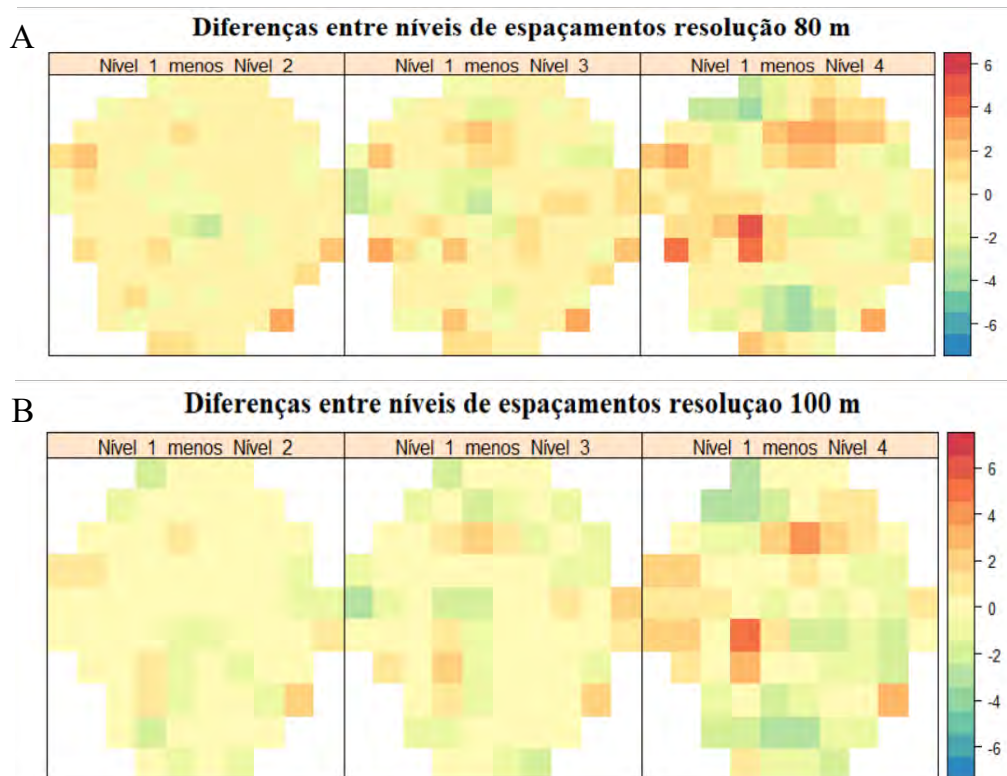 A
Diferenças entre níveis de espaçamentos resolução 80 m
Nível 1 menos Nível 2
Nível 1 menos Nível 3
Nível 1 menos Nível 4
6
4
2
0
-2
-4
-6
B
Diferenças entre níveis de espaçamentos resoluçao 100 m
Nível 1 menos Nível 2
Nível 1 menos Nível 3
Nível 1 menos Nível 4
6
4
2
0
-2
-4
-6